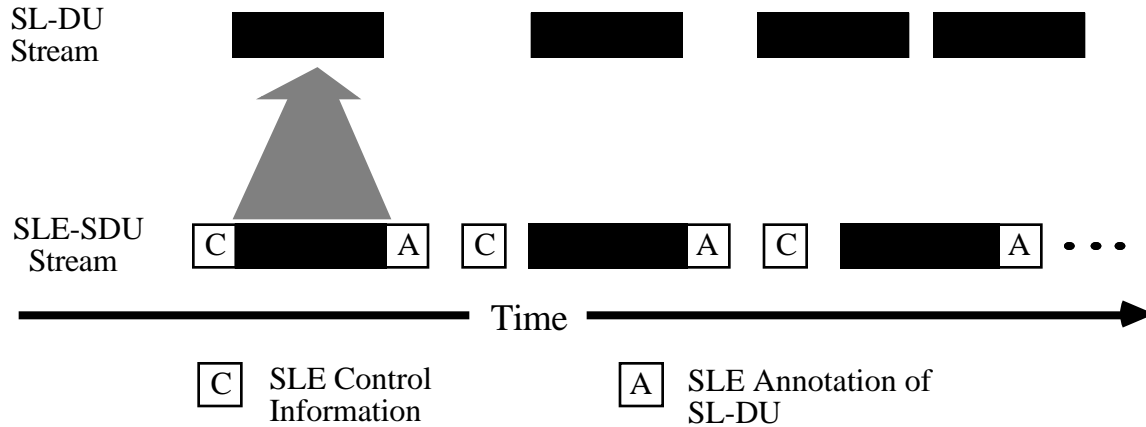 SL-DU
Stream
SLE-SDU
Stream
C
A
C
A
C
A
Time
C
SLE Control
Information
A
SLE Annotation of
SL-DU